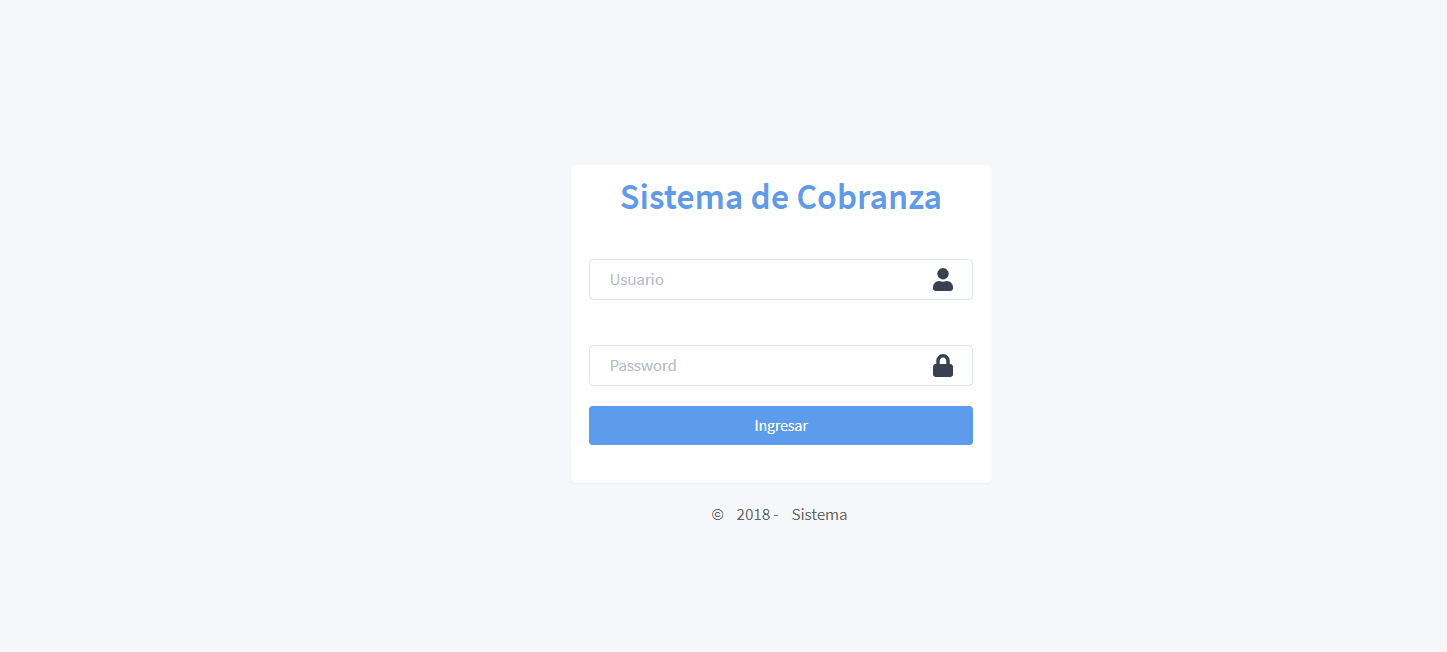 Sistema de Cobranza
Usuario
Password
Ingresar
© 2018 - Sistema